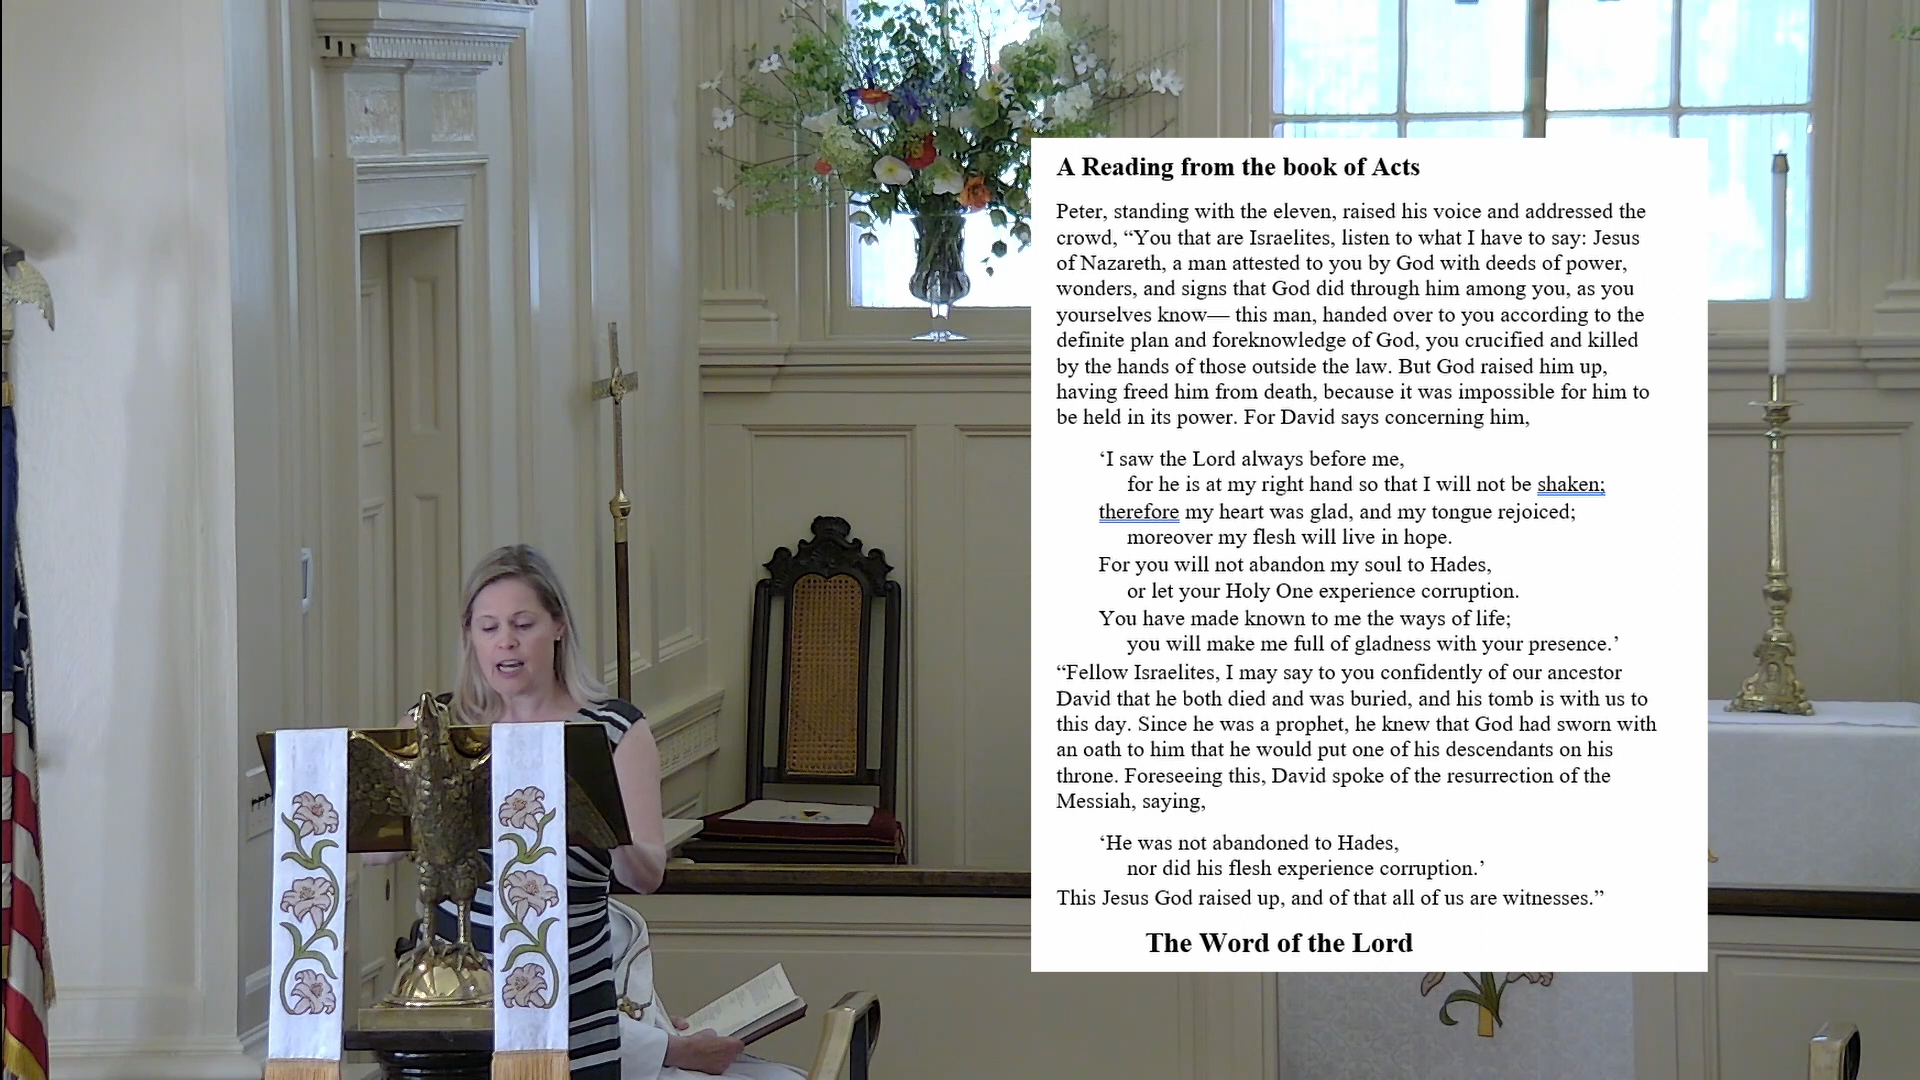 A Reading from the book of Acts
Peter, standing with the eleven, raised his voice and addressed the
crowd, “You that are Israelites, listen to what I have to say: Jesus
of Nazareth, a man attested to you by God with deeds of power,
wonders, and signs that God did through him among you, as you
yourselves know— this man, handed over to you according to the
definite plan and foreknowledge of God, you crucified and killed
by the hands of those outside the law. But God raised him up,
having freed him from death, because it was impossible for him to
be held in its power. For David says concerning him,
‘I saw the Lord always before me,
for he is at my right hand so that I will not be shaken;
therefore my heart was glad, and my tongue rejoiced;
moreover my flesh will live in hope.
For you will not abandon my soul to Hades,
or let your Holy One experience corruption.
You have made known to me the ways of life;
you will make me full of gladness with your presence.’
“Fellow Israelites, I may say to you confidently of our ancestor
David that he both died and was buried, and his tomb is with us to
this day. Since he was a prophet, he knew that God had sworn with
an oath to him that he would put one of his descendants on his
throne. Foreseeing this, David spoke of the resurrection of the
Messiah, saying,
‘He was not abandoned to Hades,
nor did his flesh experience corruption.’
This Jesus God raised up, and of that all of us are witnesses.”
The Word of the Lord